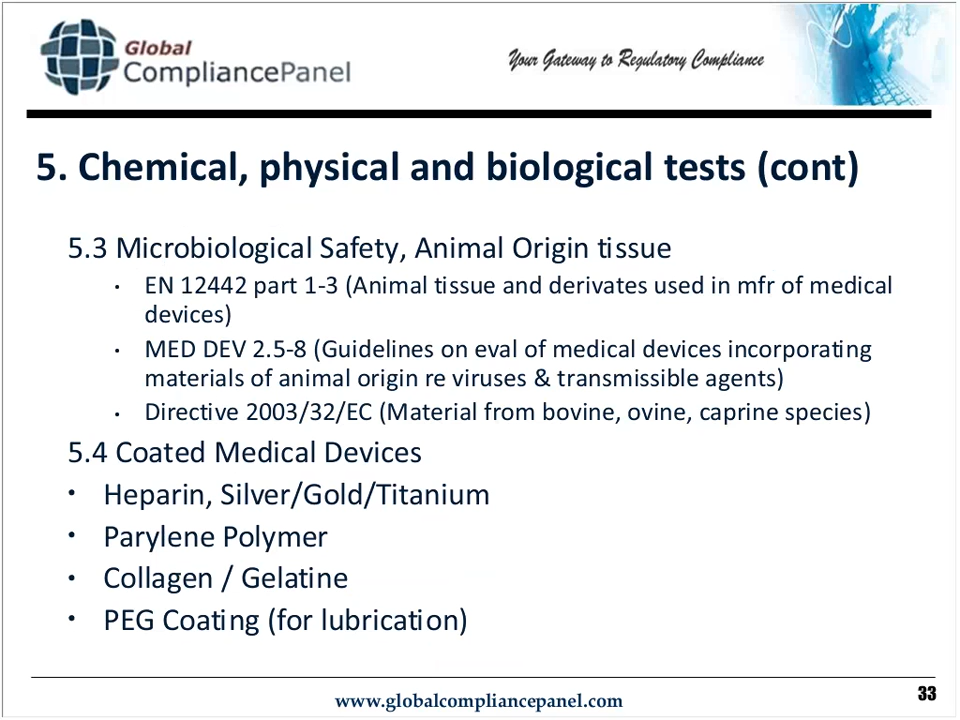 Global
CompliancePanel
Your Gateway to Regulatory Compliance
5. Chemical, physical and biological tests (cont)
5.3 Microbiological Safety, Animal Origin tissue
• EN 12442 part 1-3 (Animal tissue and derivates used in mfr of medical
devices)
• MED DEV 2.5-8 (Guidelines on eval of medical devices incorporating
materials of animal origin re viruses & transmissible agents)
• Directive 2003/32/EC (Material from bovine, ovine, caprine species)
5.4 Coated Medical Devices
• Heparin, Silver/Gold/Titanium
• Parylene Polymer
• Collagen / Gelatine
• PEG Coating (for lubrication)
www.globalcompliancepanel.com
33